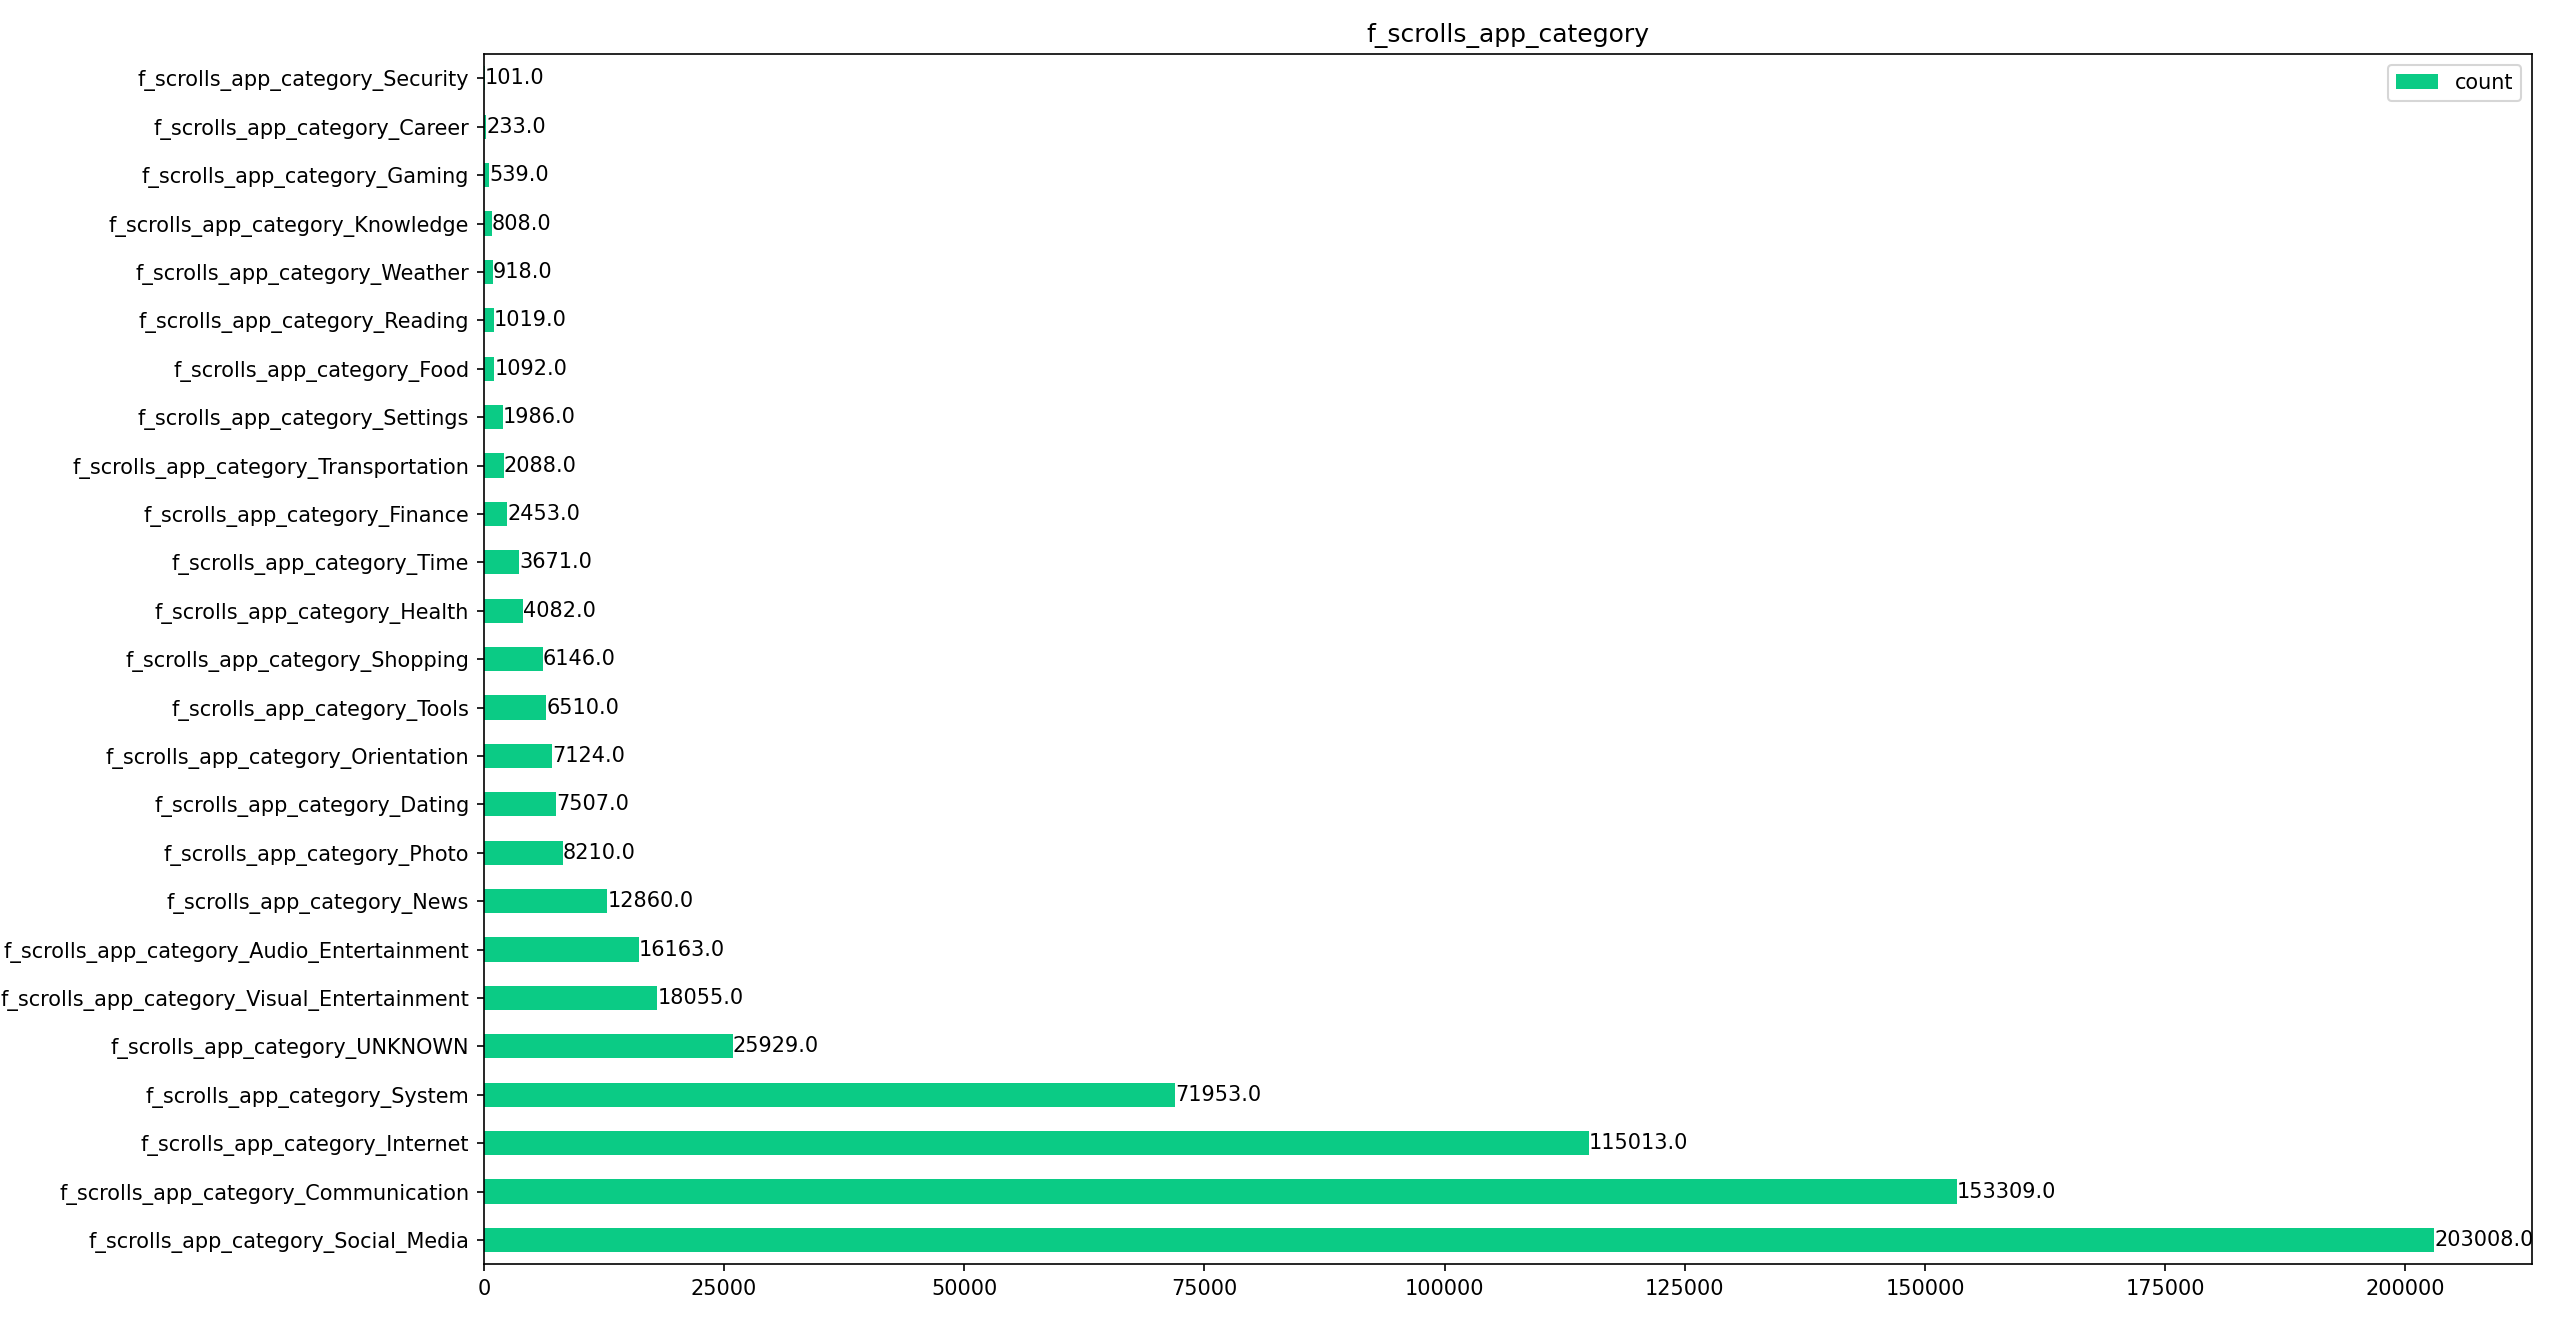 f_scrolls_app_category
count
f_scrolls_app_category_Security 101.0
f_scrolls_app_category_Career 233.0
f_scrolls_app_category_Gaming 539.0
f_scrolls_app_category_Knowledge 808.0
f_scrolls_app_category_Weather 918.0
f_scrolls_app_category_Reading 1019.0
f_scrolls_app_category_Food 1092.0
f_scrolls_app_category_Settings 1986.0
f_scrolls_app_category_Transportation 2088.0
f_scrolls_app_category_Finance 2453.0
f_scrolls_app_category_Time 3671.0
f_scrolls_app_category_Health 4082.0
f_scrolls_app_category_Shopping 6146.0
f_scrolls_app_category_Tools 6510.0
f_scrolls_app_category_Orientation 7124.0
f_scrolls_app_category_Dating 7507.0
f_scrolls_app_category_Photo 8210.0
f_scrolls_app_category_News 12860.0
f_scrolls_app_category_Audio_Entertainment 16163.0
f_scrolls_app_category_Visual_Entertainment 18055.0
f_scrolls_app_category_UNKNOWN 25929.0
f_scrolls_app_category_System 71953.0
f_scrolls_app_category_Internet 115013.0
f_scrolls_app_category_Communication 153309.0
f_scrolls_app_category_Social_Media 203008.0
0 25000 50000 75000 100000 125000 150000 175000 200000